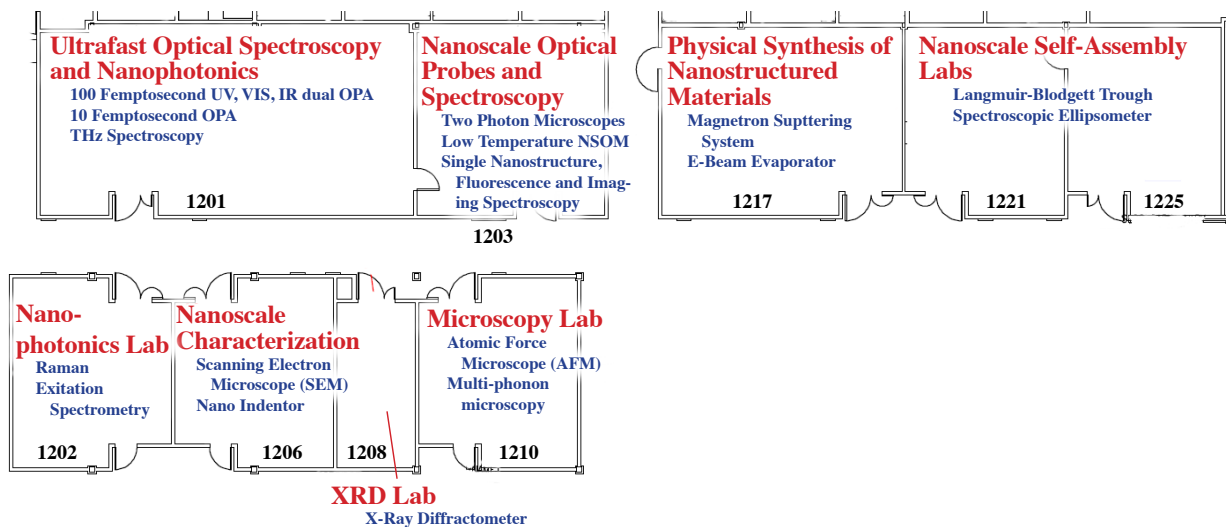 Ultrafast Optical Spectroscopy
and Nanophotonics
100 Femptosecond UV, VIS, IR dual OPA
10 Femptosecond OPA
THz Spectroscopy
1201
Nanoscale Optical
Probes and
Spectroscopy
Two Photon Microscopes
Low Temperature NSOM
Single Nanostructure,
Fluorescence and Imag-
ing Spectroscopy
1203
Physical Synthesis of
Nanostructured
Materials
Magnetron Supttering
System
E-Beam Evaporator
1217
Nanoscale Self-Assembly
Labs
Langmuir-Blodgett Trough
Spectroscopic Ellipsometer
1221
1225
Nano-
photonics Lab
Raman
Exitation
Spectrometry
1202
Nanoscale
Characterization
Scanning Electron
Microscope (SEM)
Nano Indentor
1206
1208
XRD Lab
X-Ray Diffractometer
Microscopy Lab
Atomic Force
Microscope (AFM)
Multi-phonon
microscopy
1210